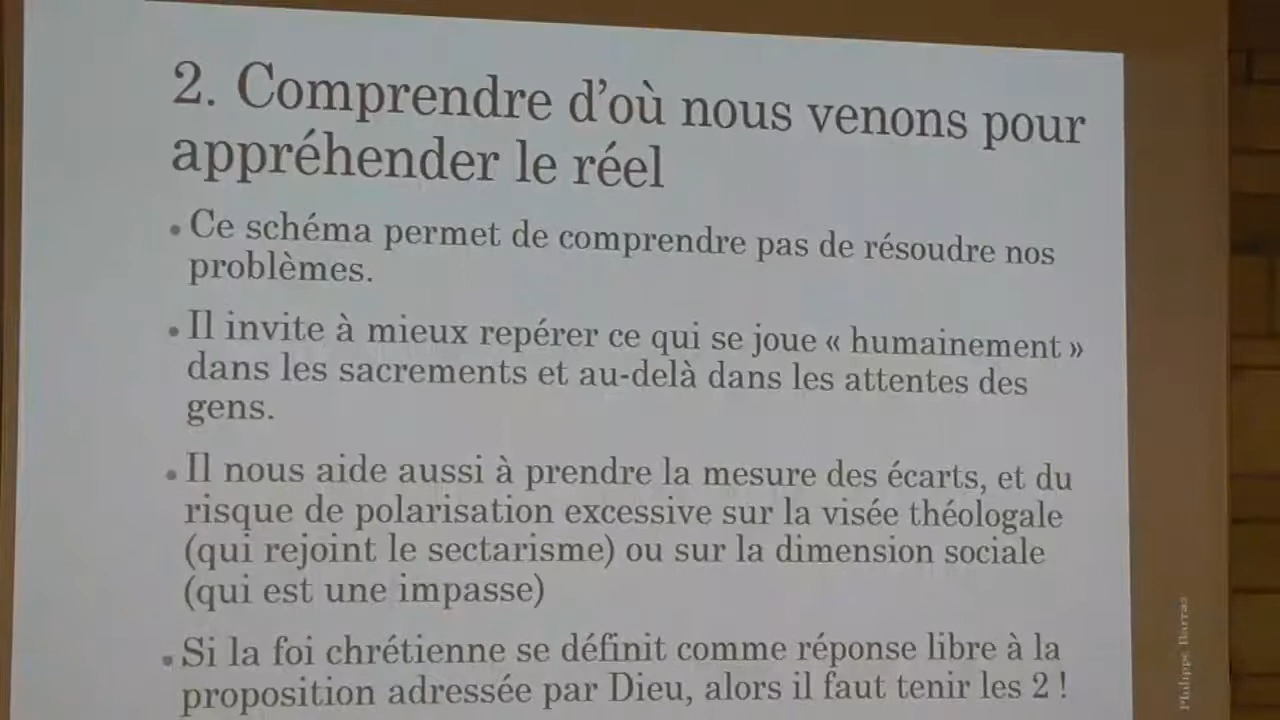 2. Comprendre d'où nous venons pour
appréhender le réel
• Ce schéma permet de comprendre pas de résoudre nos
problèmes.
• Il invite à mieux repérer ce qui se joue « humainement »
dans les sacrements et au-delà dans les attentes des
gens.
• Il nous aide aussi à prendre la mesure des écarts, et du
risque de polarisation excessive sur la visée théologale
(qui rejoint le sectarisme) ou sur la dimension sociale
(qui est une impasse)
• Si la foi chrétienne se définit comme réponse libre à la
proposition adressée par Dieu, alors il faut tenir les 2 !
Philippe Barras